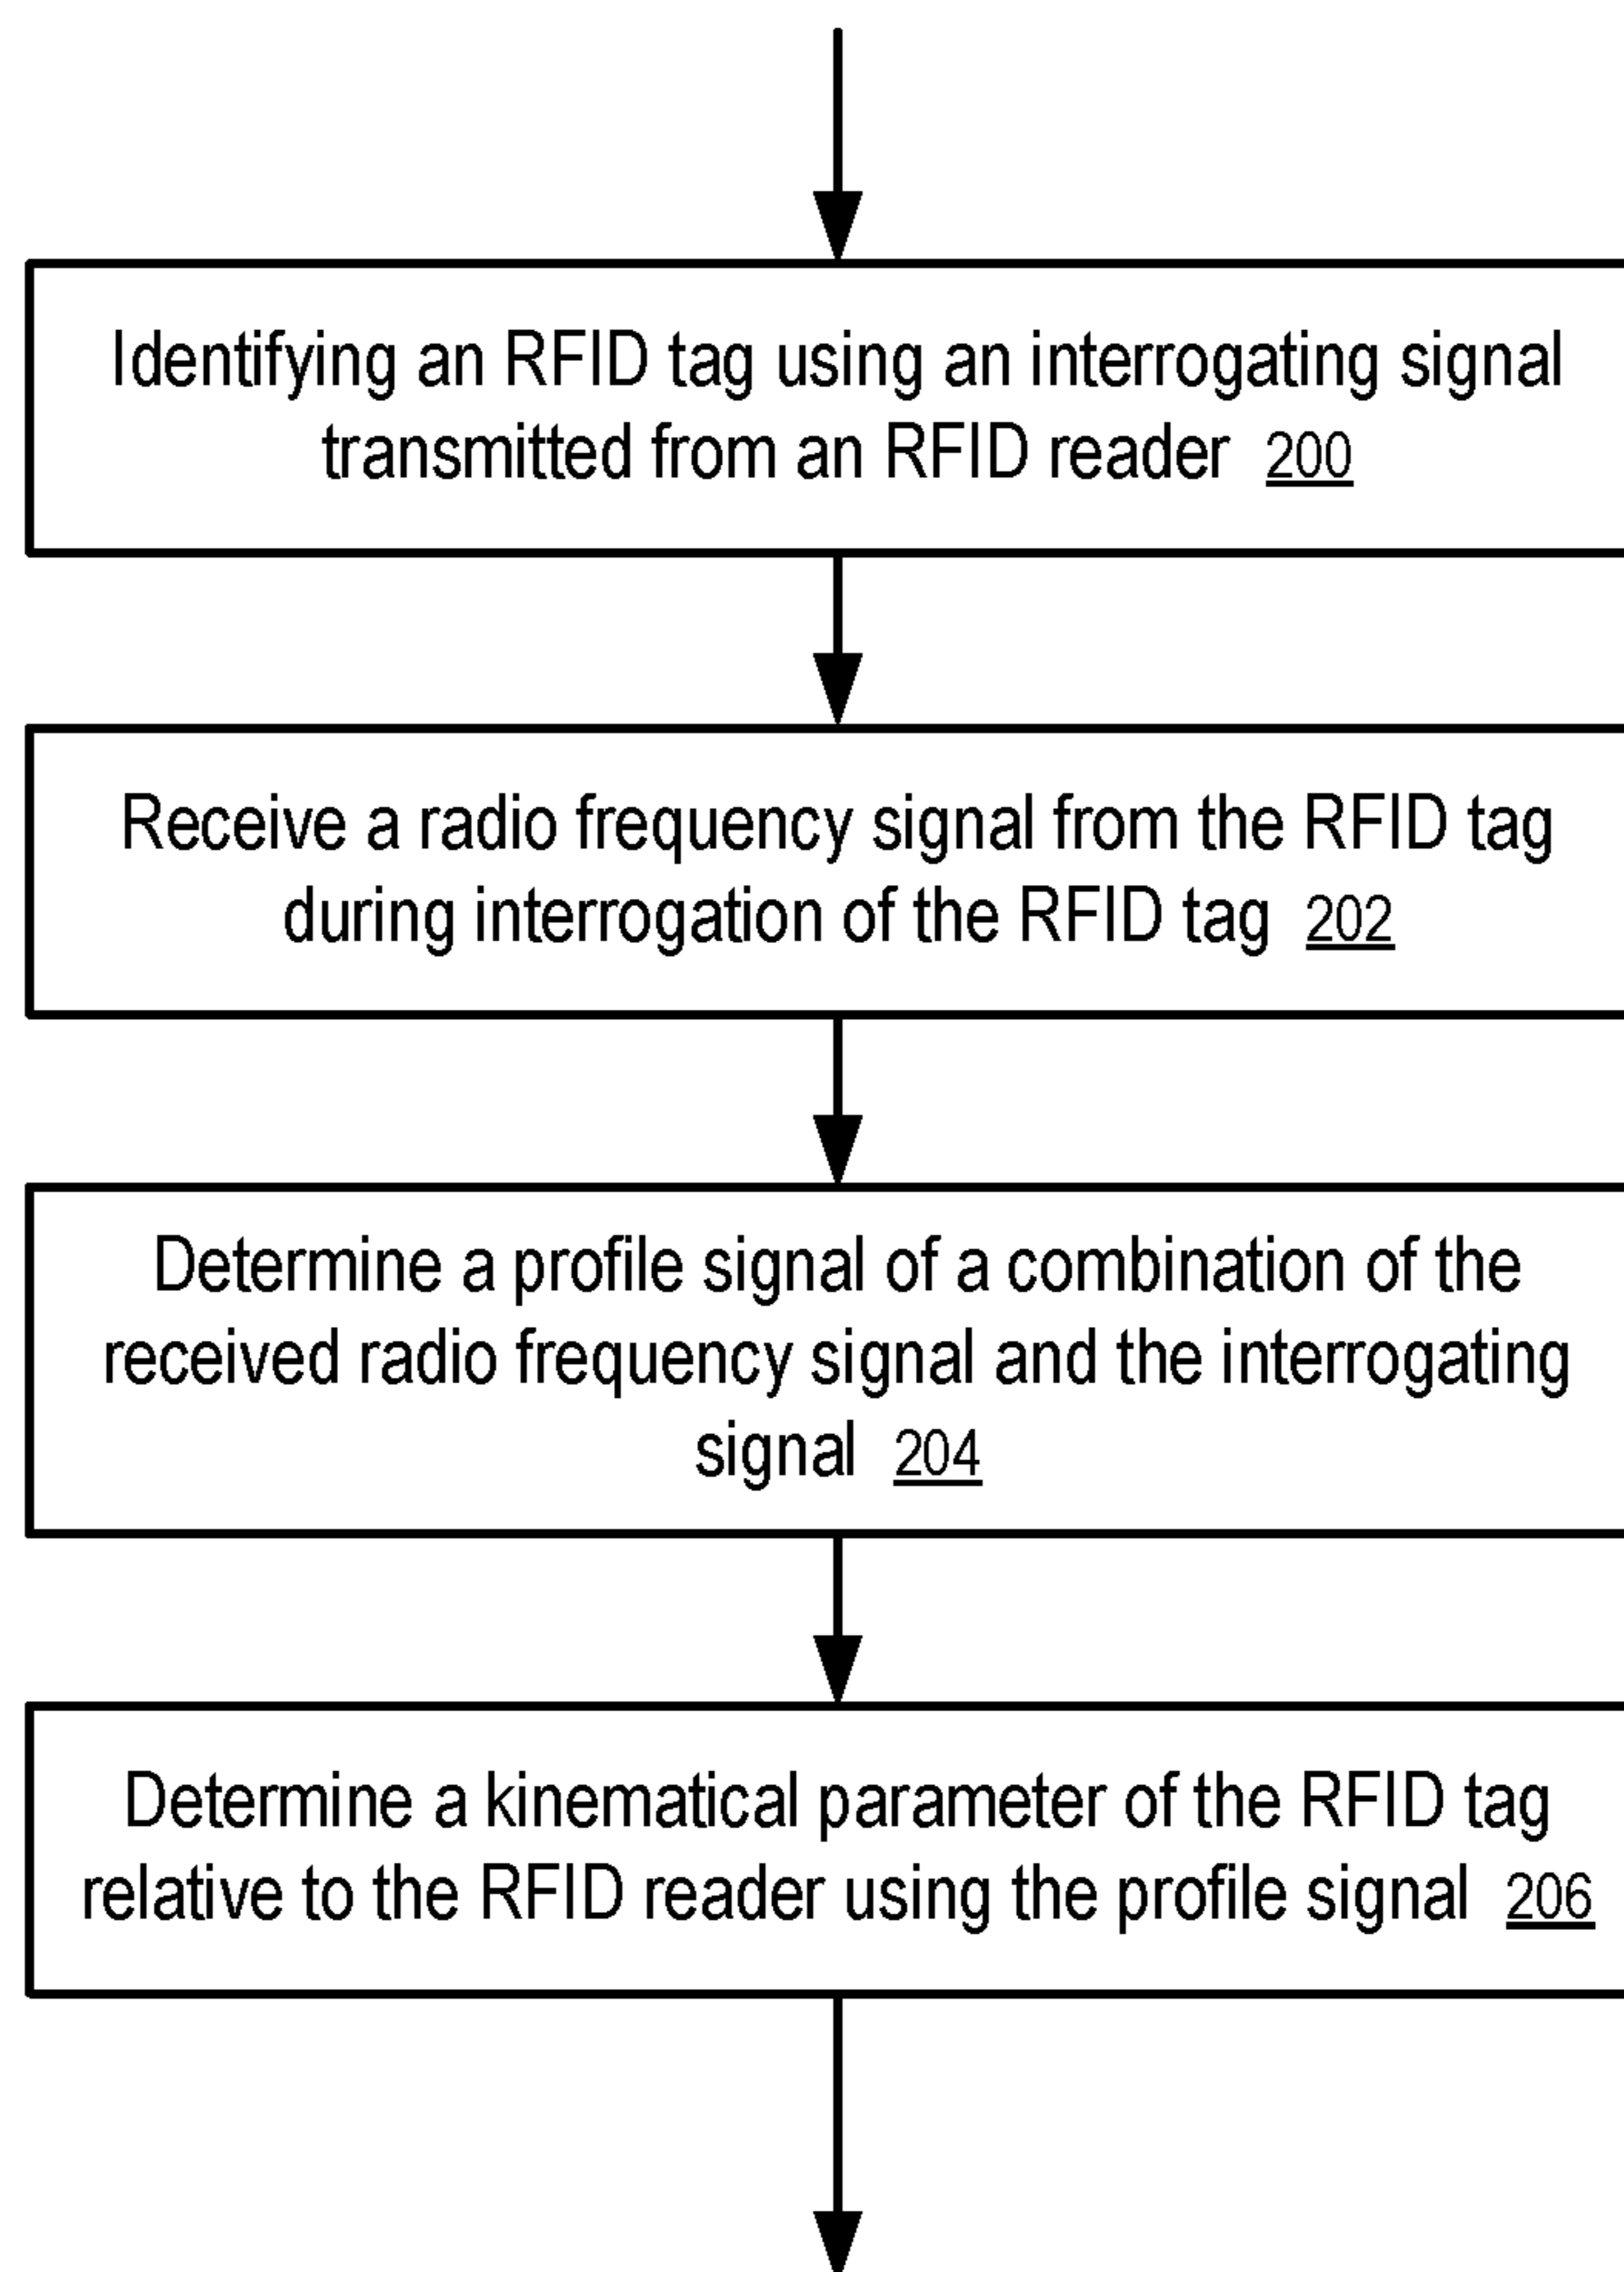 Identifying an RFID tag using an interrogating signal
transmitted from an RFID reader 200
Receive a radio frequency signal from the RFID tag
during interrogation of the RFID tag 202
Determine a profile signal of a combination of the
received radio frequency signal and the interrogating
signal 204
Determine a kinematical parameter of the RFID tag
relative to the RFID reader using the profile signal 206